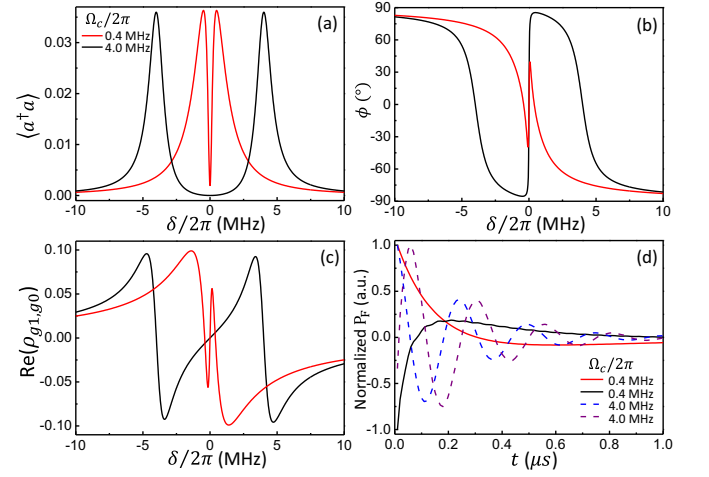 (a)
Ω_c/2π
0.4 MHz
4.0 MHz
⟨a†a⟩
0.03
0.02
0.01
0.00
-10 -5 0 5 10
δ/2π (MHz)
(b)
ϕ (°)
90
60
30
0
-30
-60
-90
-10 -5 0 5 10
δ/2π (MHz)
(c)
Re(ρ_{g1,g0})
0.10
0.05
0.00
-0.05
-0.10
-10 -5 0 5 10
δ/2π (MHz)
(d)
Normalized P_F (a.u.)
1.0
0.5
0.0
-0.5
-1.0
Ω_c/2π
0.4 MHz
0.4 MHz
4.0 MHz
4.0 MHz
0.0 0.2 0.4 0.6 0.8 1.0
t (μs)